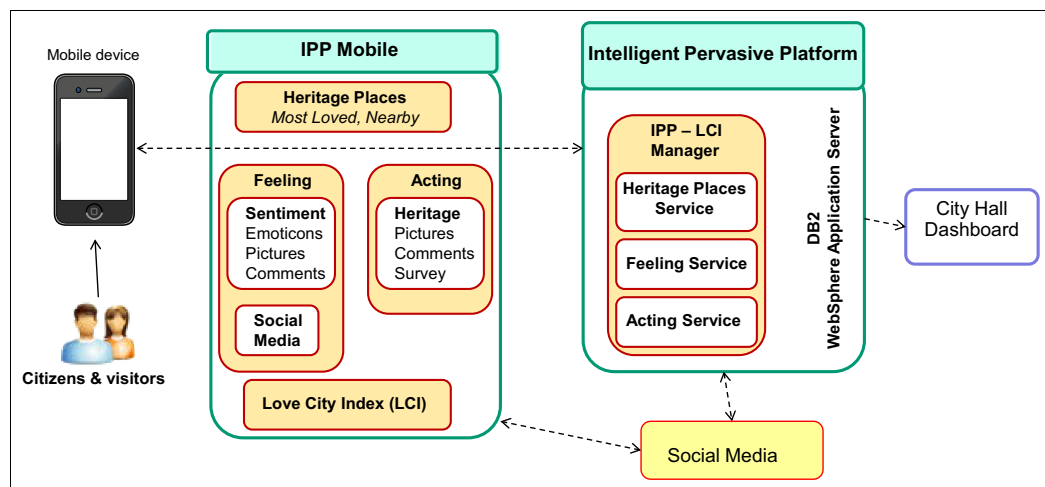 Mobile device
Citizens & visitors
IPP Mobile
Heritage Places
Most Loved, Nearby
Feeling
Sentiment
Emoticons
Pictures
Comments
Social
Media
Acting
Heritage
Pictures
Comments
Survey
Love City Index (LCI)
Intelligent Pervasive Platform
IPP – LCI
Manager
Heritage Places
Service
Feeling Service
Acting Service
DB2
WebSphere Application Server
City Hall
Dashboard
Social Media